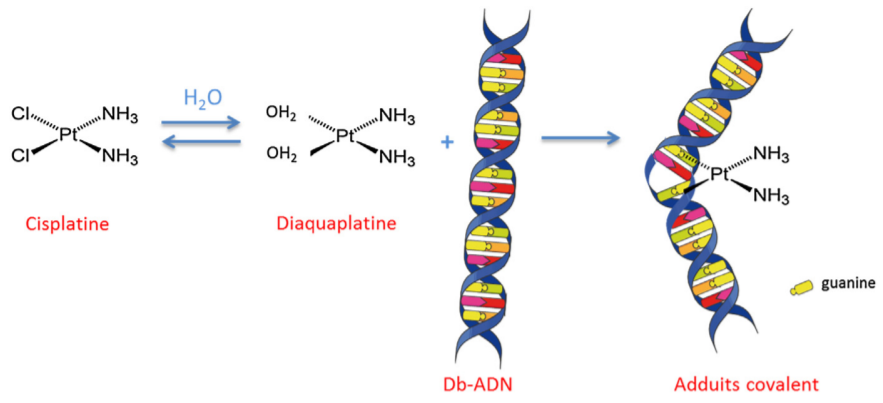 Cl
Cl
Pt
NH3
NH3
Cisplatine
H2O
OH2
OH2
Pt
NH3
NH3
Diaquaplatine
+
Db-ADN
Pt
NH3
NH3
guanine
Adduits covalent